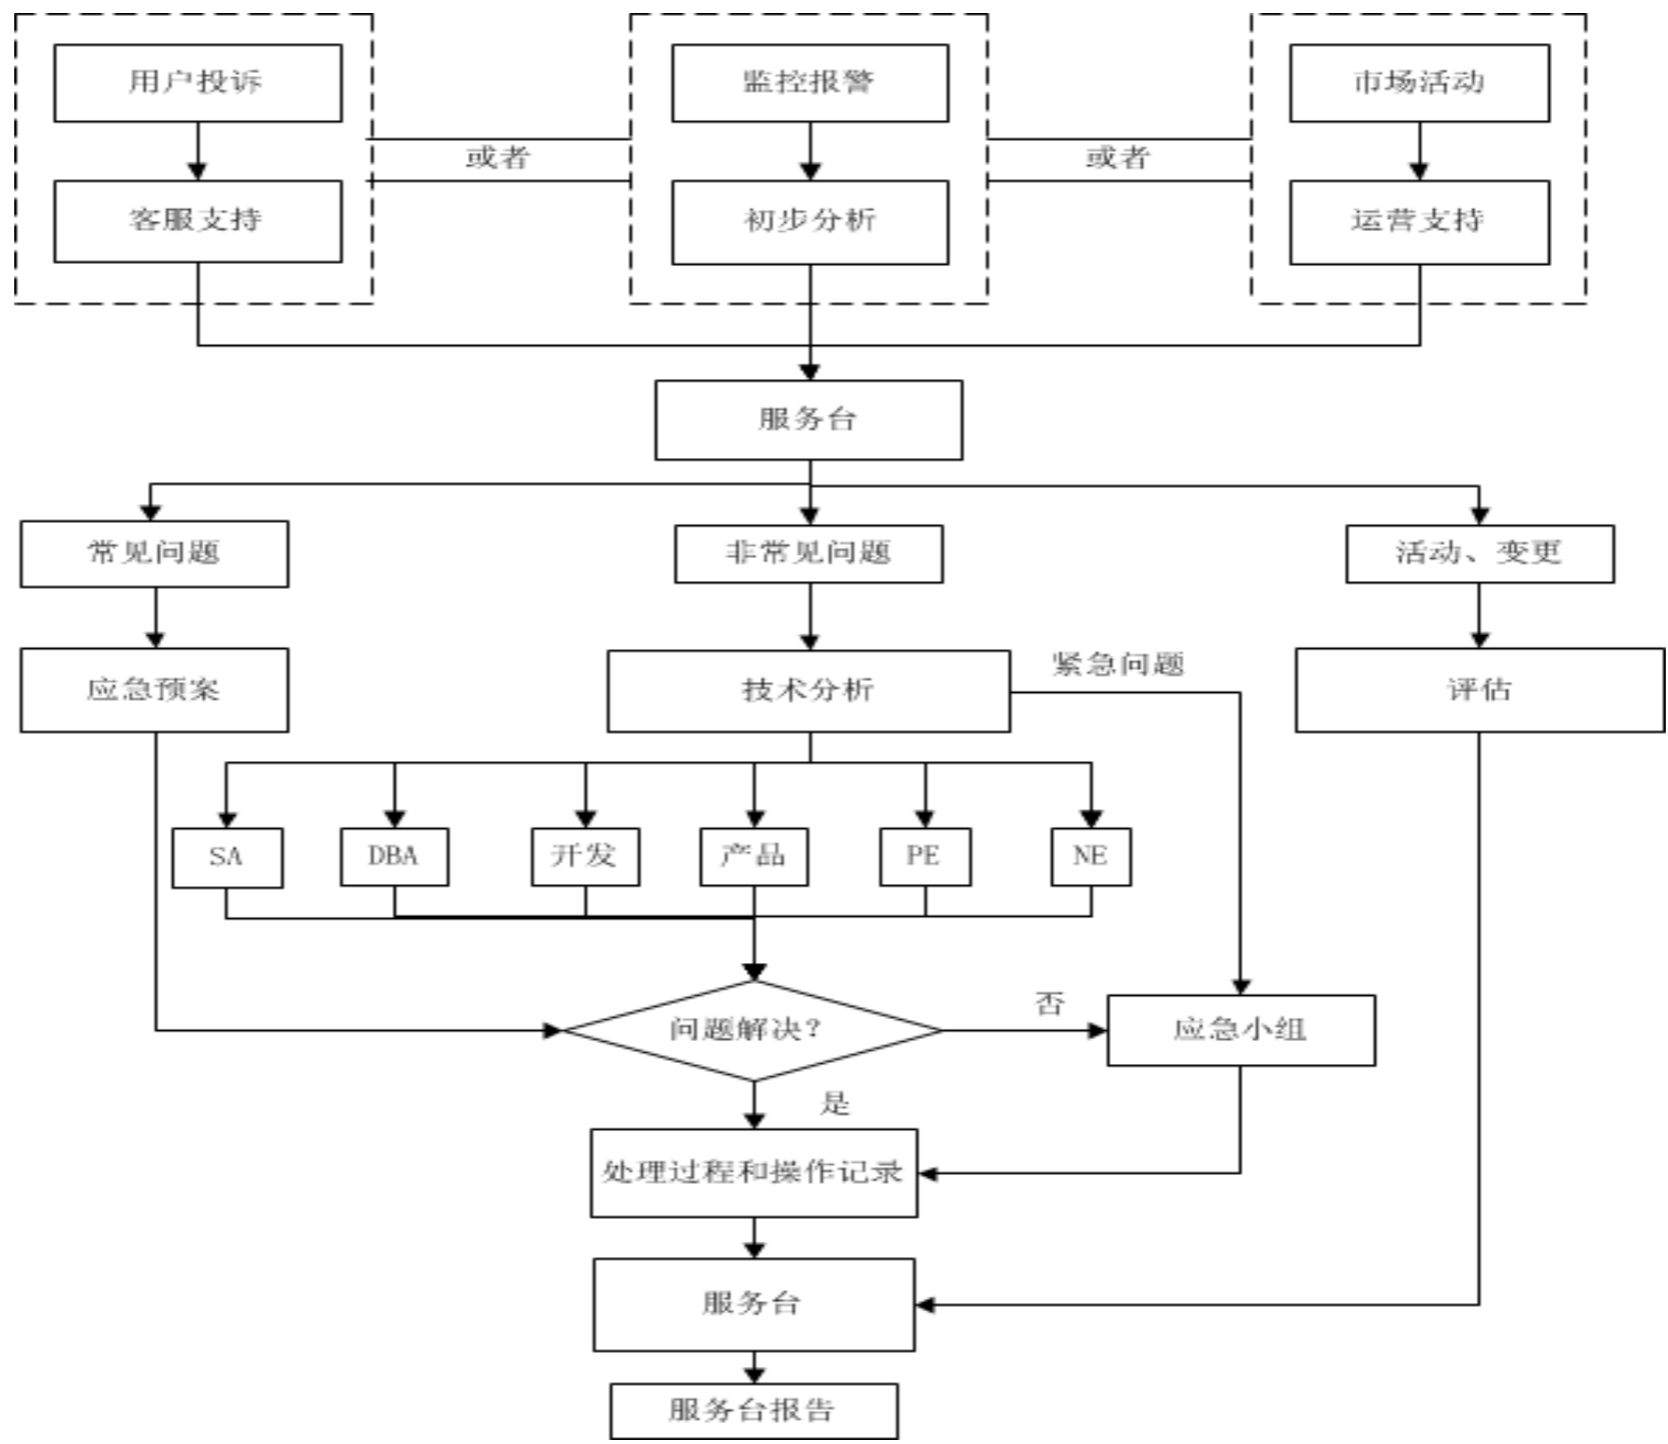 用户投诉
监控报警
市场活动
或者
或者
客服支持
初步分析
运营支持
服务台
常见问题
非常见问题
活动、变更
紧急问题
应急预案
技术分析
评估
SA
DBA
开发
产品
PE
NE
否
问题解决?
应急小组
是
处理过程和操作记录
服务台
服务台报告